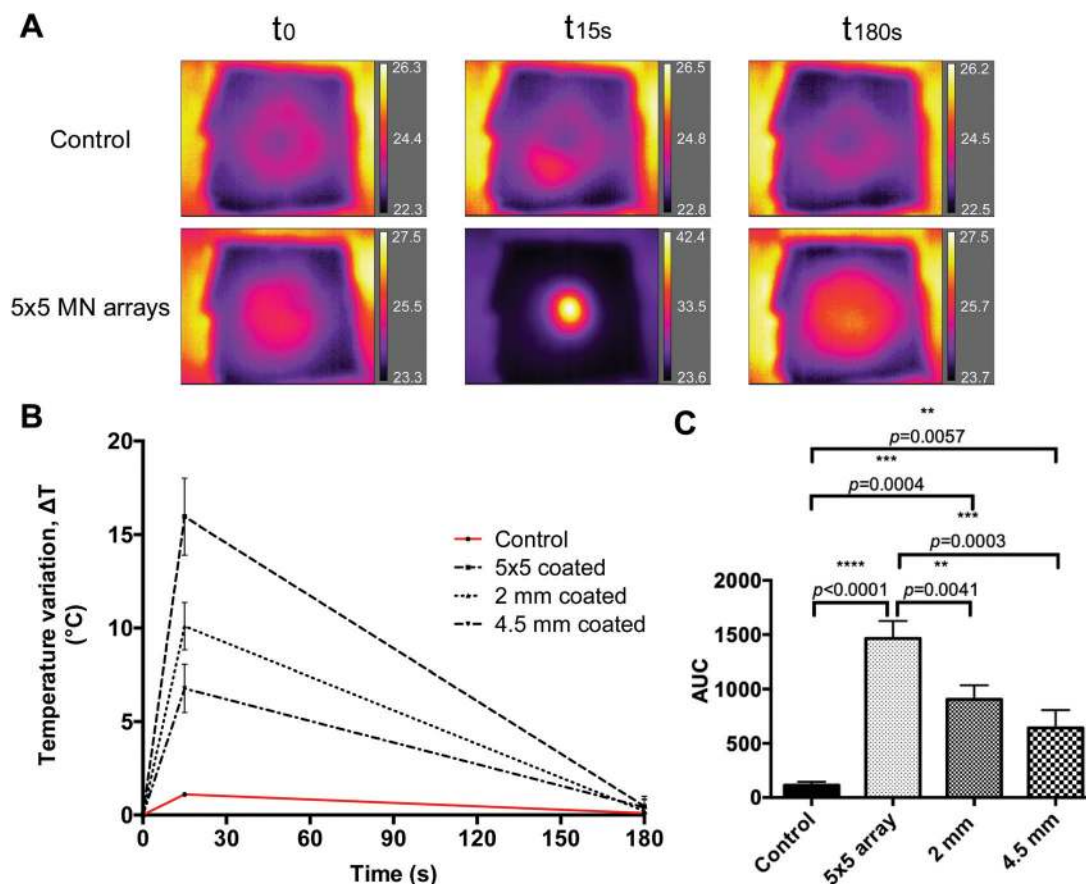 A
t0 t15s t180s
Control
26.3
24.4
22.3
26.5
24.8
22.8
26.2
24.4
22.5
5x5 MN arrays
27.5
25.5
23.3
42.4
33.5
23.6
27.5
25.7
23.7
B
20
15
10
5
0
Temperature variation, ΔT
(°C)
Control
5x5 coated
2 mm coated
4.5 mm coated
0 30 60 90 120 150 180
Time (s)
C
**
p=0.0057
***
p=0.0004
***
p=0.0003
****
p<0.0001
**
p=0.0041
2000
1500
1000
500
0
AUC
Control
5x5 array
2 mm
4.5 mm